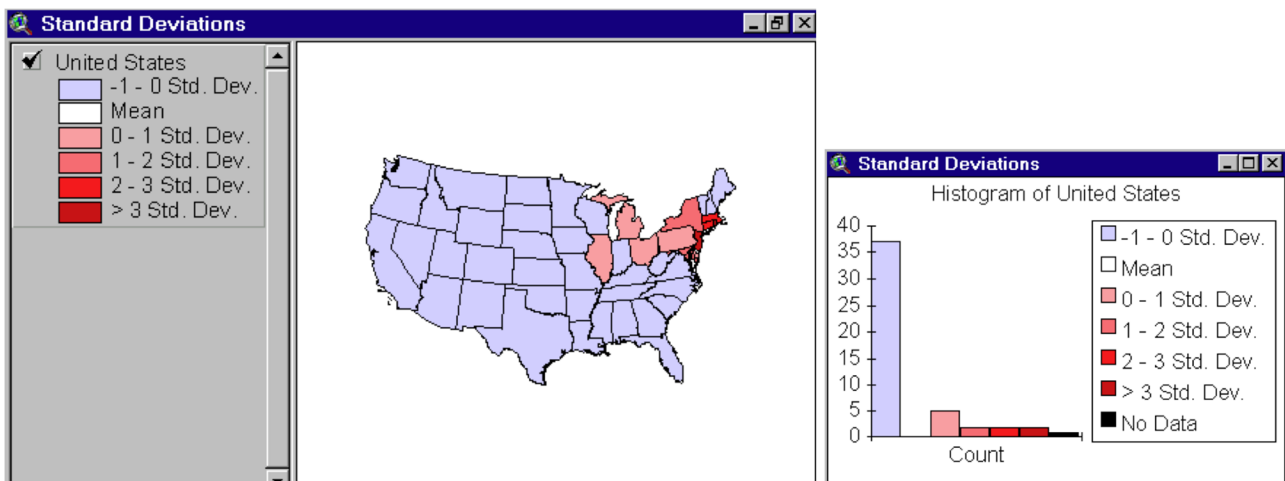 Standard Deviations
United States
-1 - 0 Std. Dev.
Mean
0 - 1 Std. Dev.
1 - 2 Std. Dev.
2 - 3 Std. Dev.
> 3 Std. Dev.
Standard Deviations
Histogram of United States
40
35
30
25
20
15
10
5
0
Count
-1 - 0 Std. Dev.
Mean
0 - 1 Std. Dev.
1 - 2 Std. Dev.
2 - 3 Std. Dev.
> 3 Std. Dev.
No Data